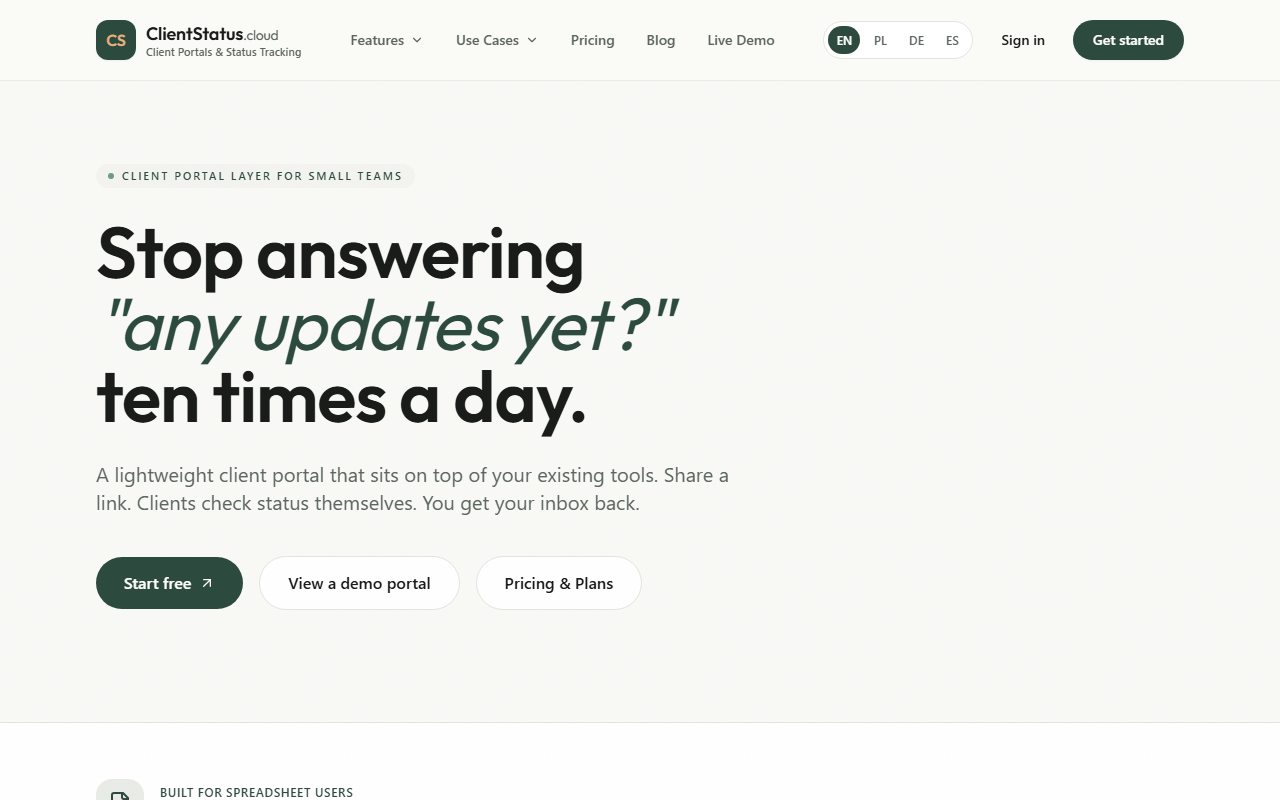 CS
ClientStatus.cloud
Client Portals & Status Tracking
Features
Use Cases
Pricing
Blog
Live Demo
EN
PL
DE
ES
Sign in
Get started
CLIENT PORTAL LAYER FOR SMALL TEAMS
Stop answering
"any updates yet?"
ten times a day.
A lightweight client portal that sits on top of your existing tools. Share a
link. Clients check status themselves. You get your inbox back.
Start free
View a demo portal
Pricing & Plans
BUILT FOR SPREADSHEET USERS